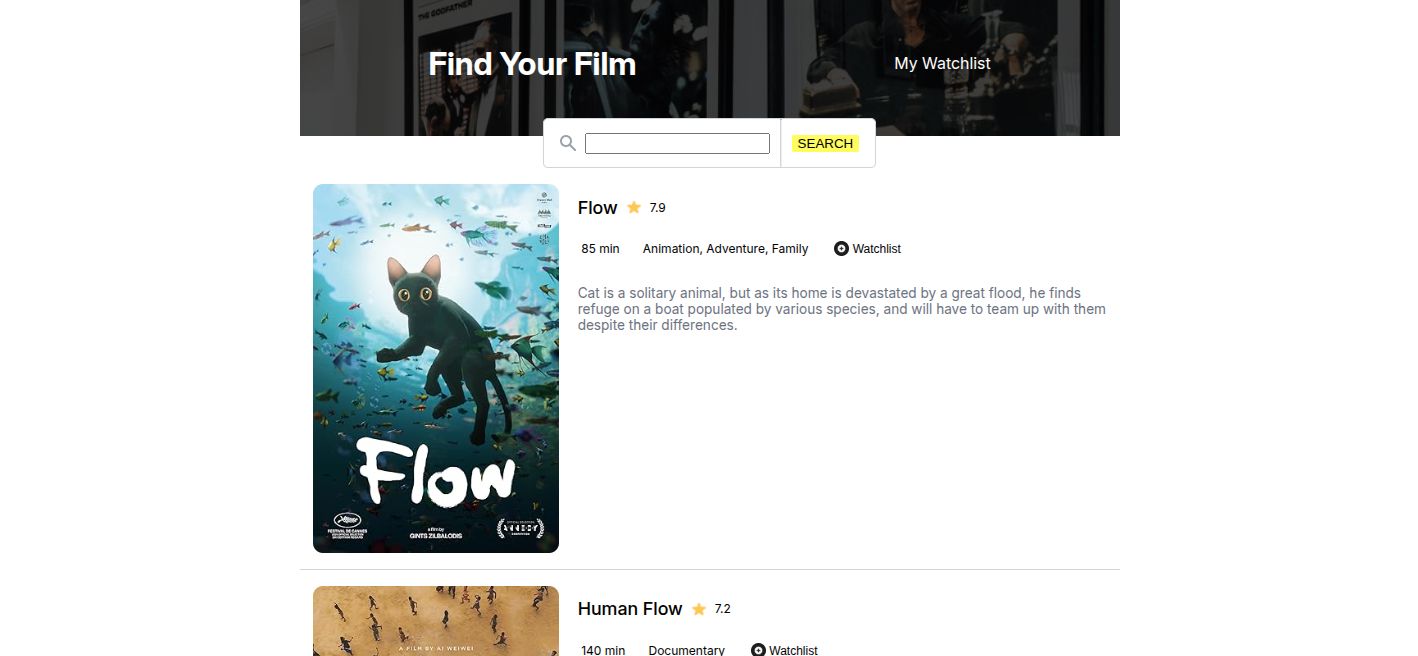 THE GODFATHER
Find Your Film
My Watchlist
SEARCH
Flow
7.9
85 min
Animation, Adventure, Family
Watchlist
Cat is a solitary animal, but as its home is devastated by a great flood, he finds
refuge on a boat populated by various species, and will have to team up with them
despite their differences.
Flow
FESTIVAL DE CANNES
a film by
GINTS ZILBALODIS
Human Flow
7.2
A FILM BY AI WEIWEI
140 min
Documentary
Watchlist